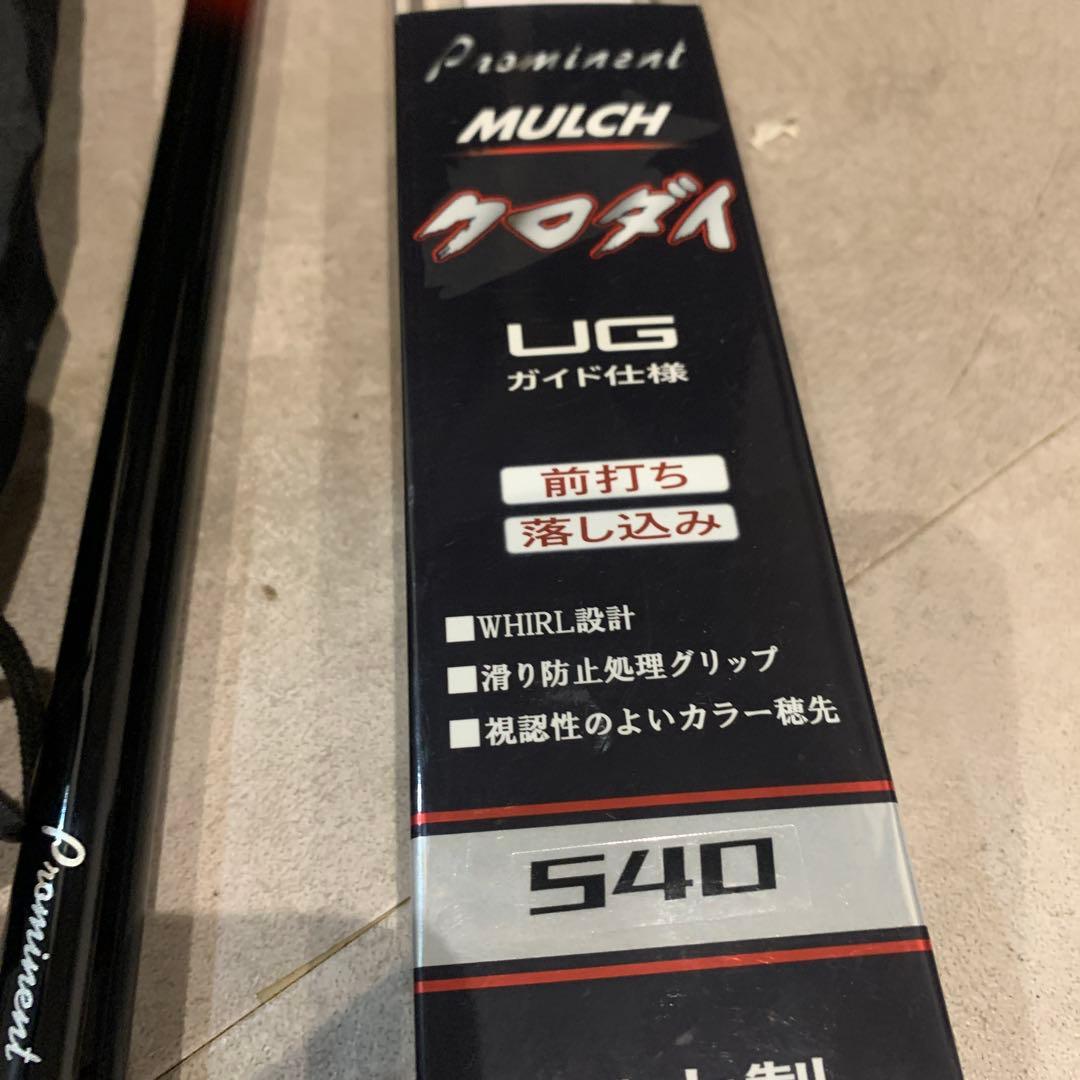 Prominent
MULCH
クロダイ
UG
ガイド仕様
前打ち
落し込み
■WHIRL設計
■滑り防止処理グリップ
■視認性のよいカラー穂先
540
Prominent